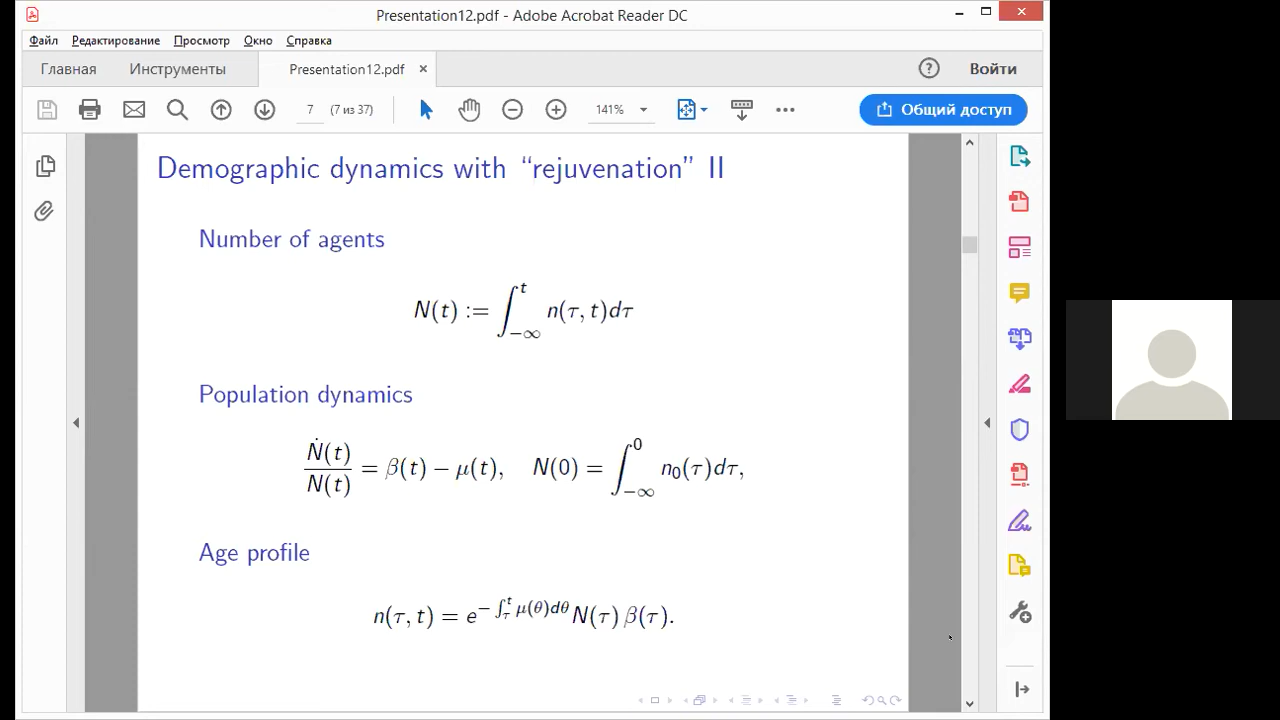 Presentation12.pdf - Adobe Acrobat Reader DC
Файл Редактирование Просмотр Окно Справка
Главная Инструменты Presentation12.pdf × Войти
7 (7 из 37) 141% Общий доступ
Demographic dynamics with “rejuvenation” II
Number of agents
N(t) := ∫_{−∞}^{t} n(τ, t)dτ
Population dynamics
Ṅ(t)/N(t) = β(t) − μ(t), N(0) = ∫_{−∞}^{0} n₀(τ)dτ,
Age profile
n(τ, t) = e^{− ∫_τ^t μ(θ)dθ} N(τ) β(τ).